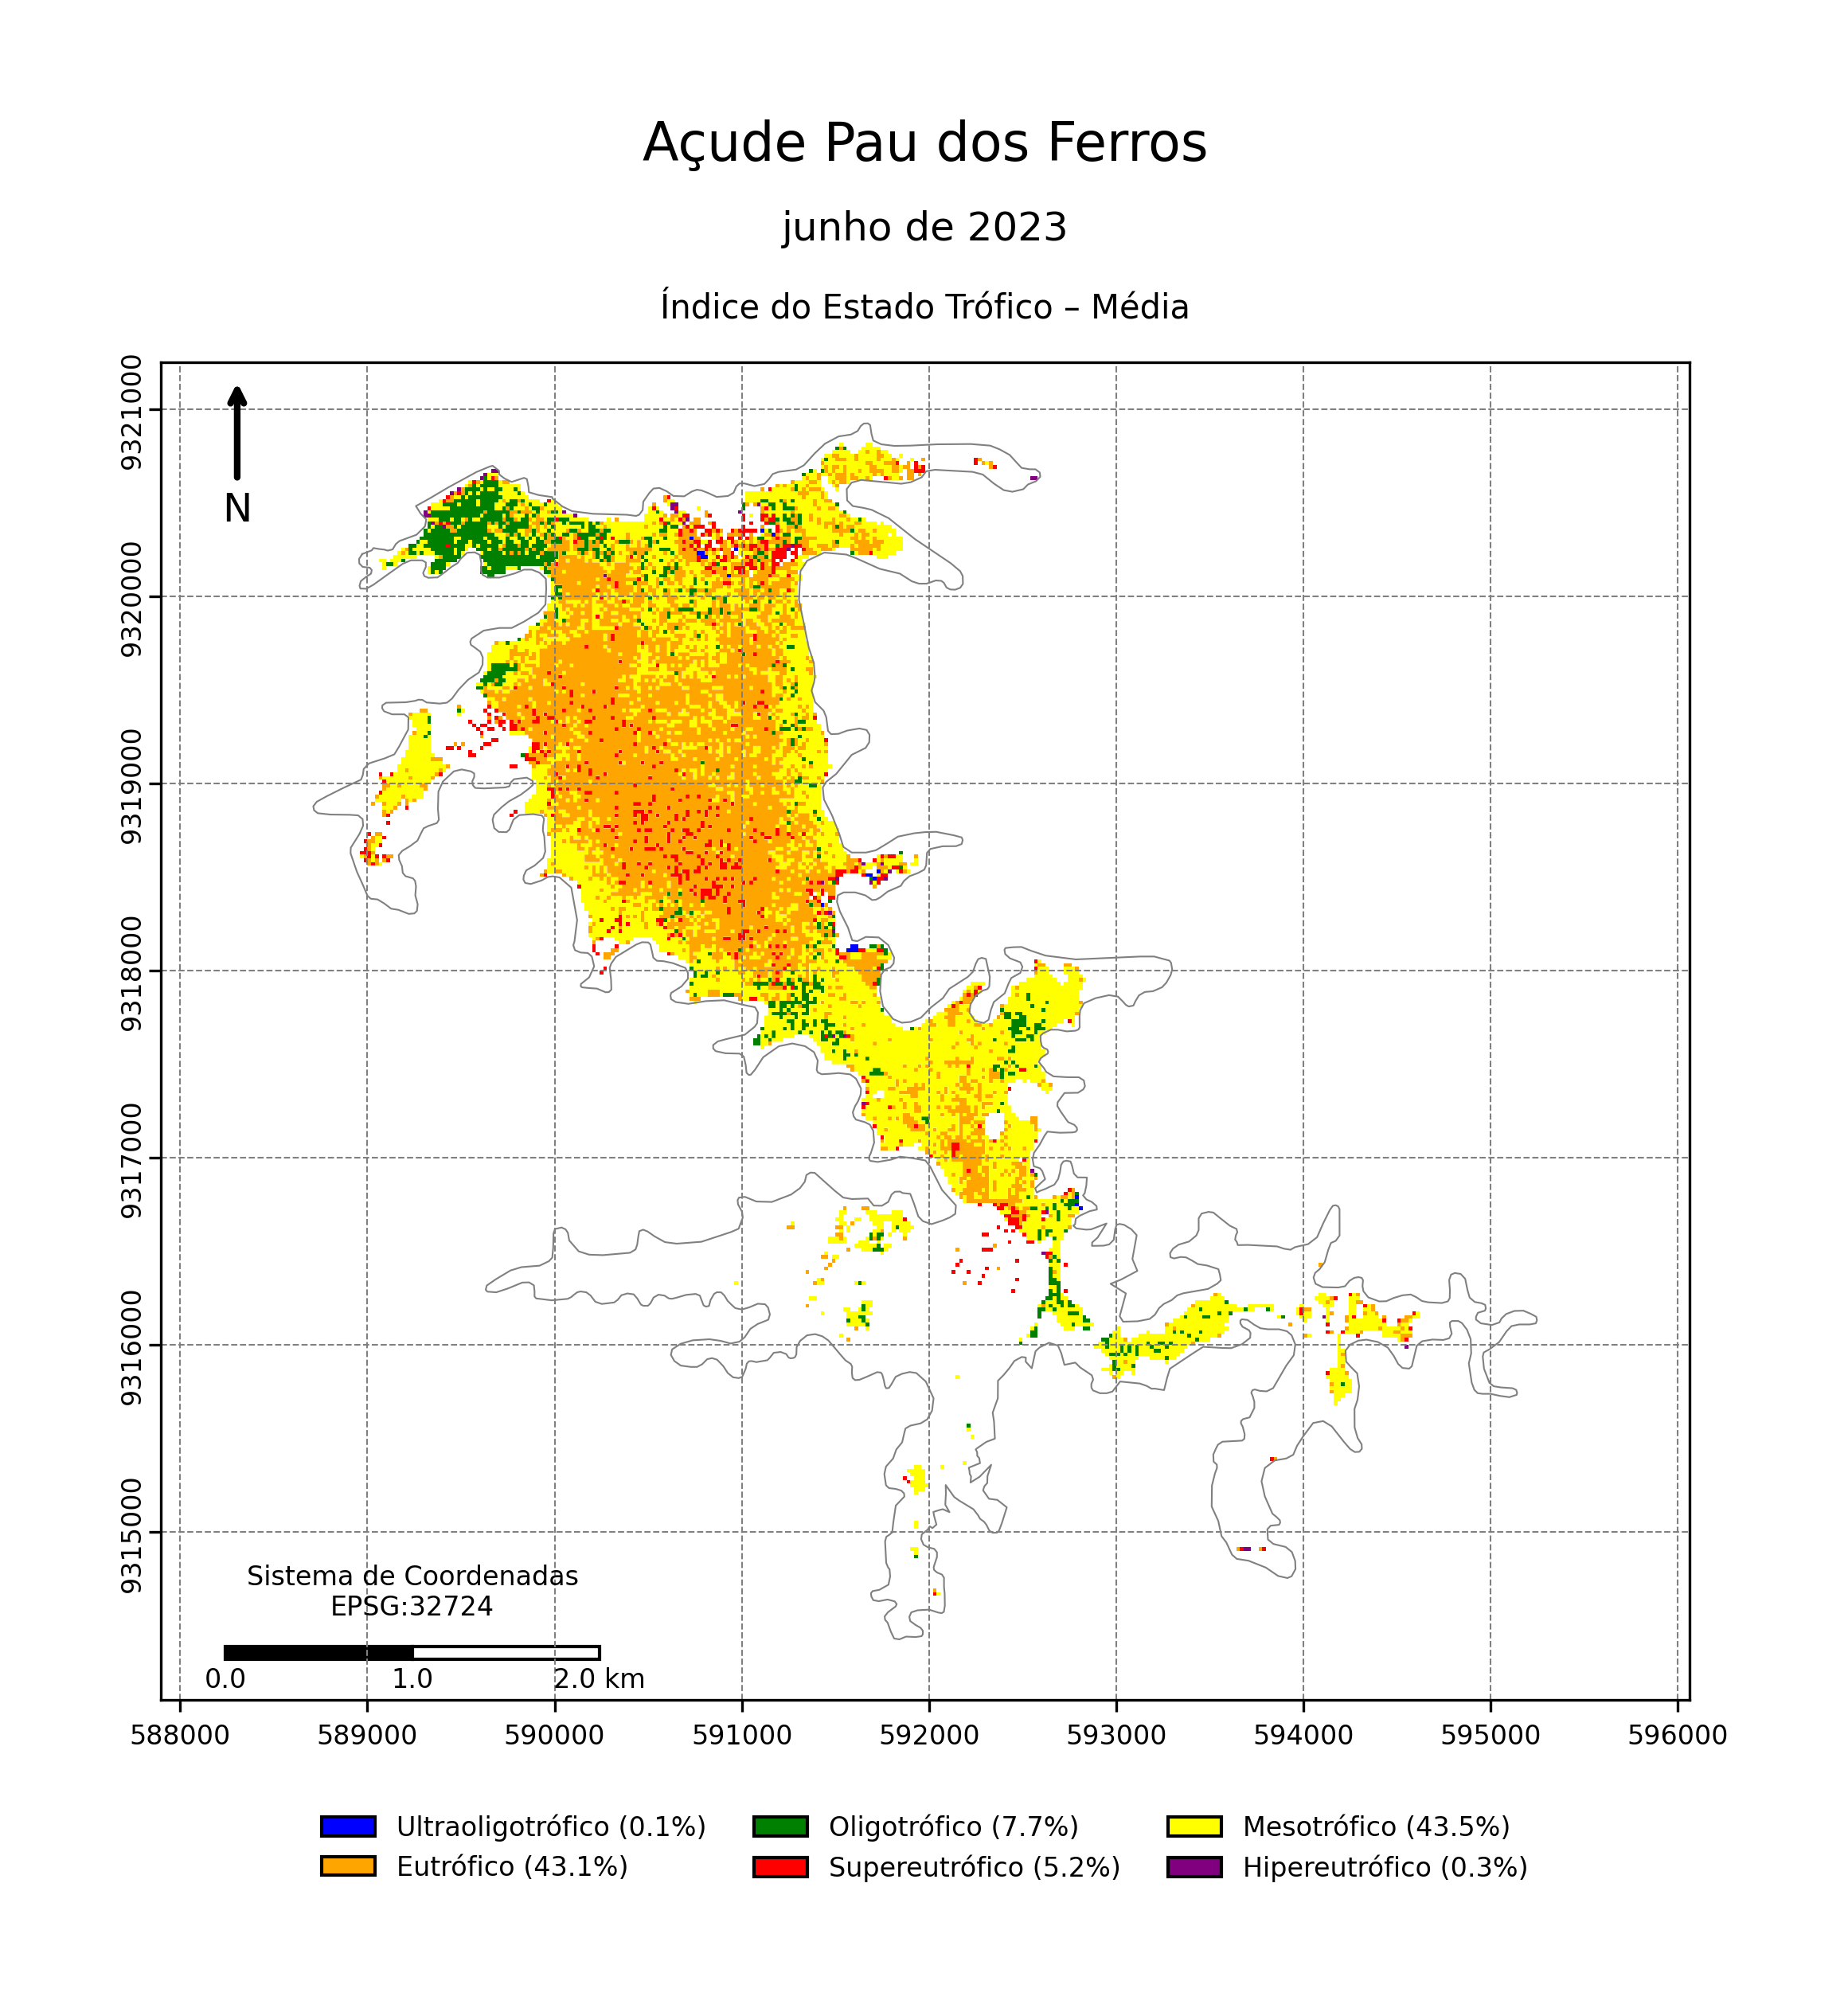 Açude Pau dos Ferros
junho de 2023
Índice do Estado Trófico – Média
9321000
9320000
9319000
9318000
9317000
9316000
9315000
N
Sistema de Coordenadas
EPSG:32724
0.0 1.0 2.0 km
588000 589000 590000 591000 592000 593000 594000 595000 596000
Ultraoligotrófico (0.1%) Oligotrófico (7.7%) Mesotrófico (43.5%)
Eutrófico (43.1%) Supereutrófico (5.2%) Hipereutrófico (0.3%)